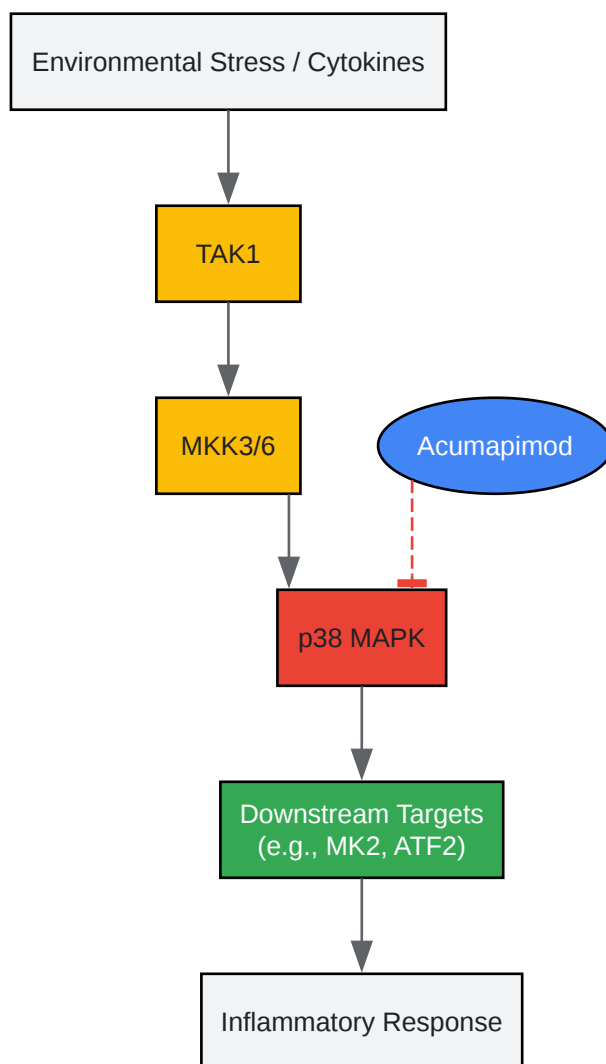 Environmental Stress / Cytokines
TAK1
MKK3/6
Acumapimod
p38 MAPK
Downstream Targets
(e.g., MK2, ATF2)
Inflammatory Response